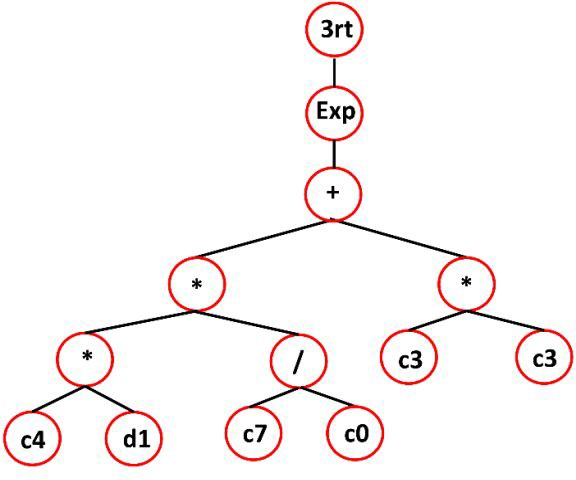 3rt
Exp
+
* *
* / c3 c3
c4 d1 c7 c0